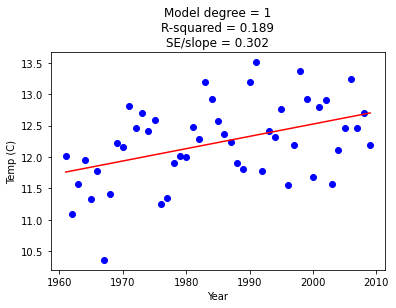 Model degree = 1
R-squared = 0.189
SE/slope = 0.302
13.5
13.0
12.5
12.0
11.5
11.0
10.5
Temp (C)
1960 1970 1980 1990 2000 2010
Year